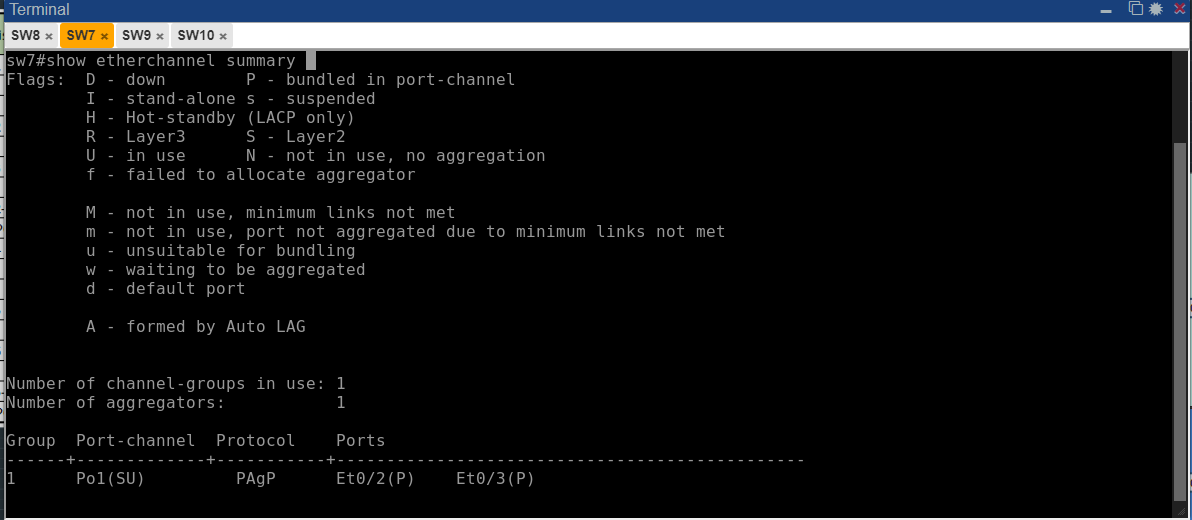 Terminal
SW8 × SW7 × SW9 × SW10 ×
sw7#show etherchannel summary
Flags:  D - down        P - bundled in port-channel
        I - stand-alone s - suspended
        H - Hot-standby (LACP only)
        R - Layer3      S - Layer2
        U - in use      N - not in use, no aggregation
        f - failed to allocate aggregator
        M - not in use, minimum links not met
        m - not in use, port not aggregated due to minimum links not met
        u - unsuitable for bundling
        w - waiting to be aggregated
        d - default port
        A - formed by Auto LAG
Number of channel-groups in use: 1
Number of aggregators:           1
Group  Port-channel  Protocol    Ports
------+-------------+-----------+-----------------------------------------------
1      Po1(SU)         PAgP      Et0/2(P)    Et0/3(P)